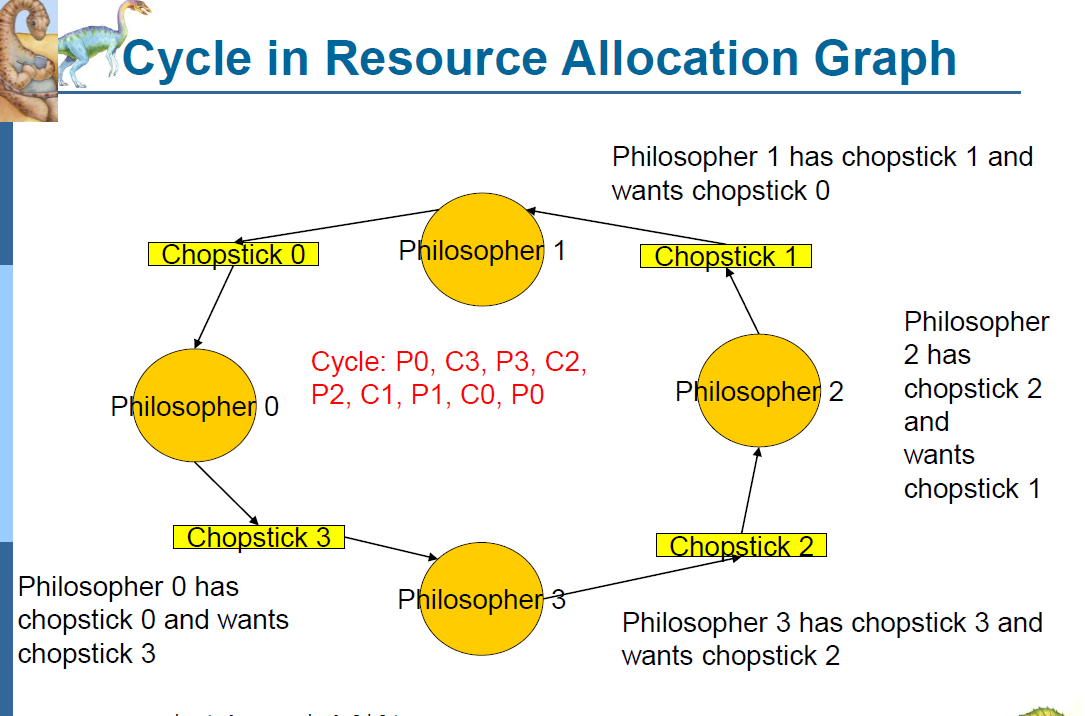 Cycle in Resource Allocation Graph
Philosopher 1 has chopstick 1 and
wants chopstick 0
Chopstick 0
Philosopher 1
Chopstick 1
Philosopher
2 has
chopstick 2
and
wants
chopstick 1
Cycle: P0, C3, P3, C2,
P2, C1, P1, C0, P0
Philosopher 0
Philosopher 2
Chopstick 3
Chopstick 2
Philosopher 0 has
chopstick 0 and wants
chopstick 3
Philosopher 3
Philosopher 3 has chopstick 3 and
wants chopstick 2